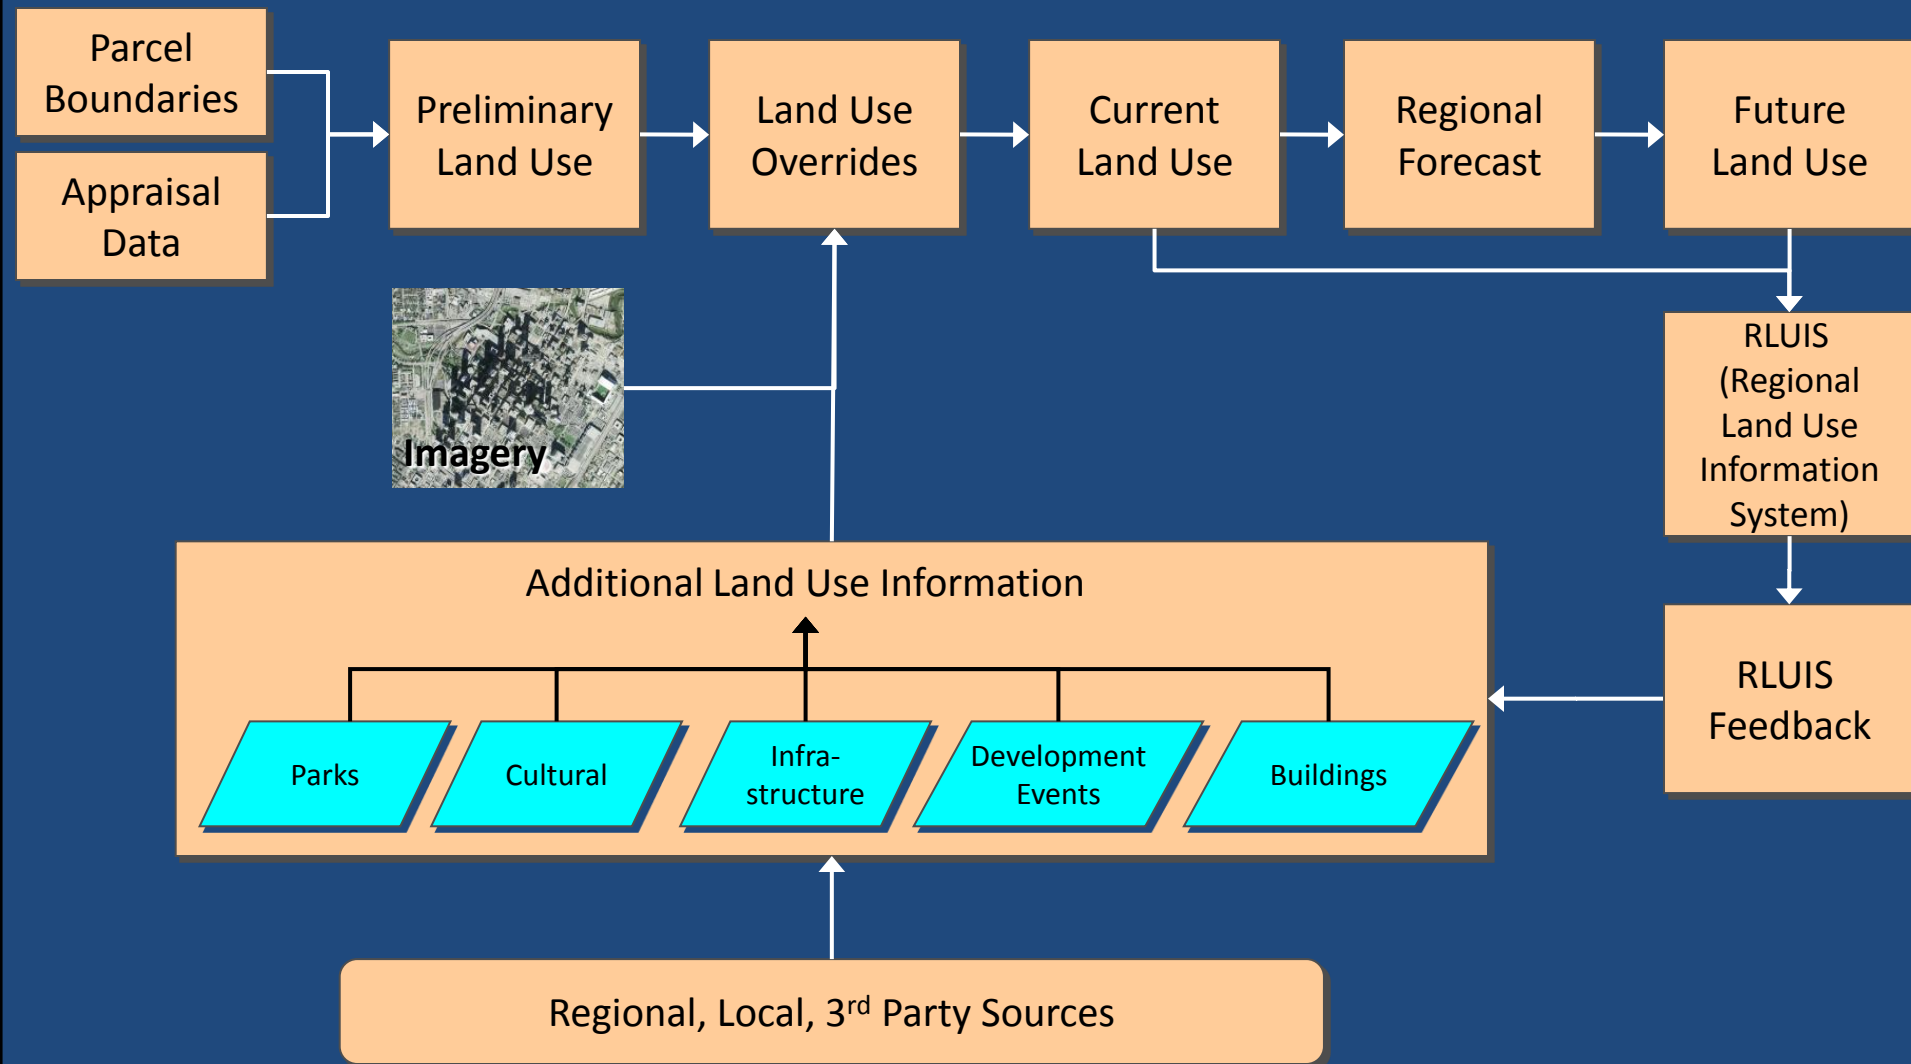 Parcel
Boundaries
Appraisal
Data
Preliminary
Land Use
Land Use
Overrides
Current
Land Use
Regional
Forecast
Future
Land Use
Imagery
RLUIS
(Regional
Land Use
Information
System)
RLUIS
Feedback
Additional Land Use Information
Parks
Cultural
Infra-
structure
Development
Events
Buildings
Regional, Local, 3rd Party Sources